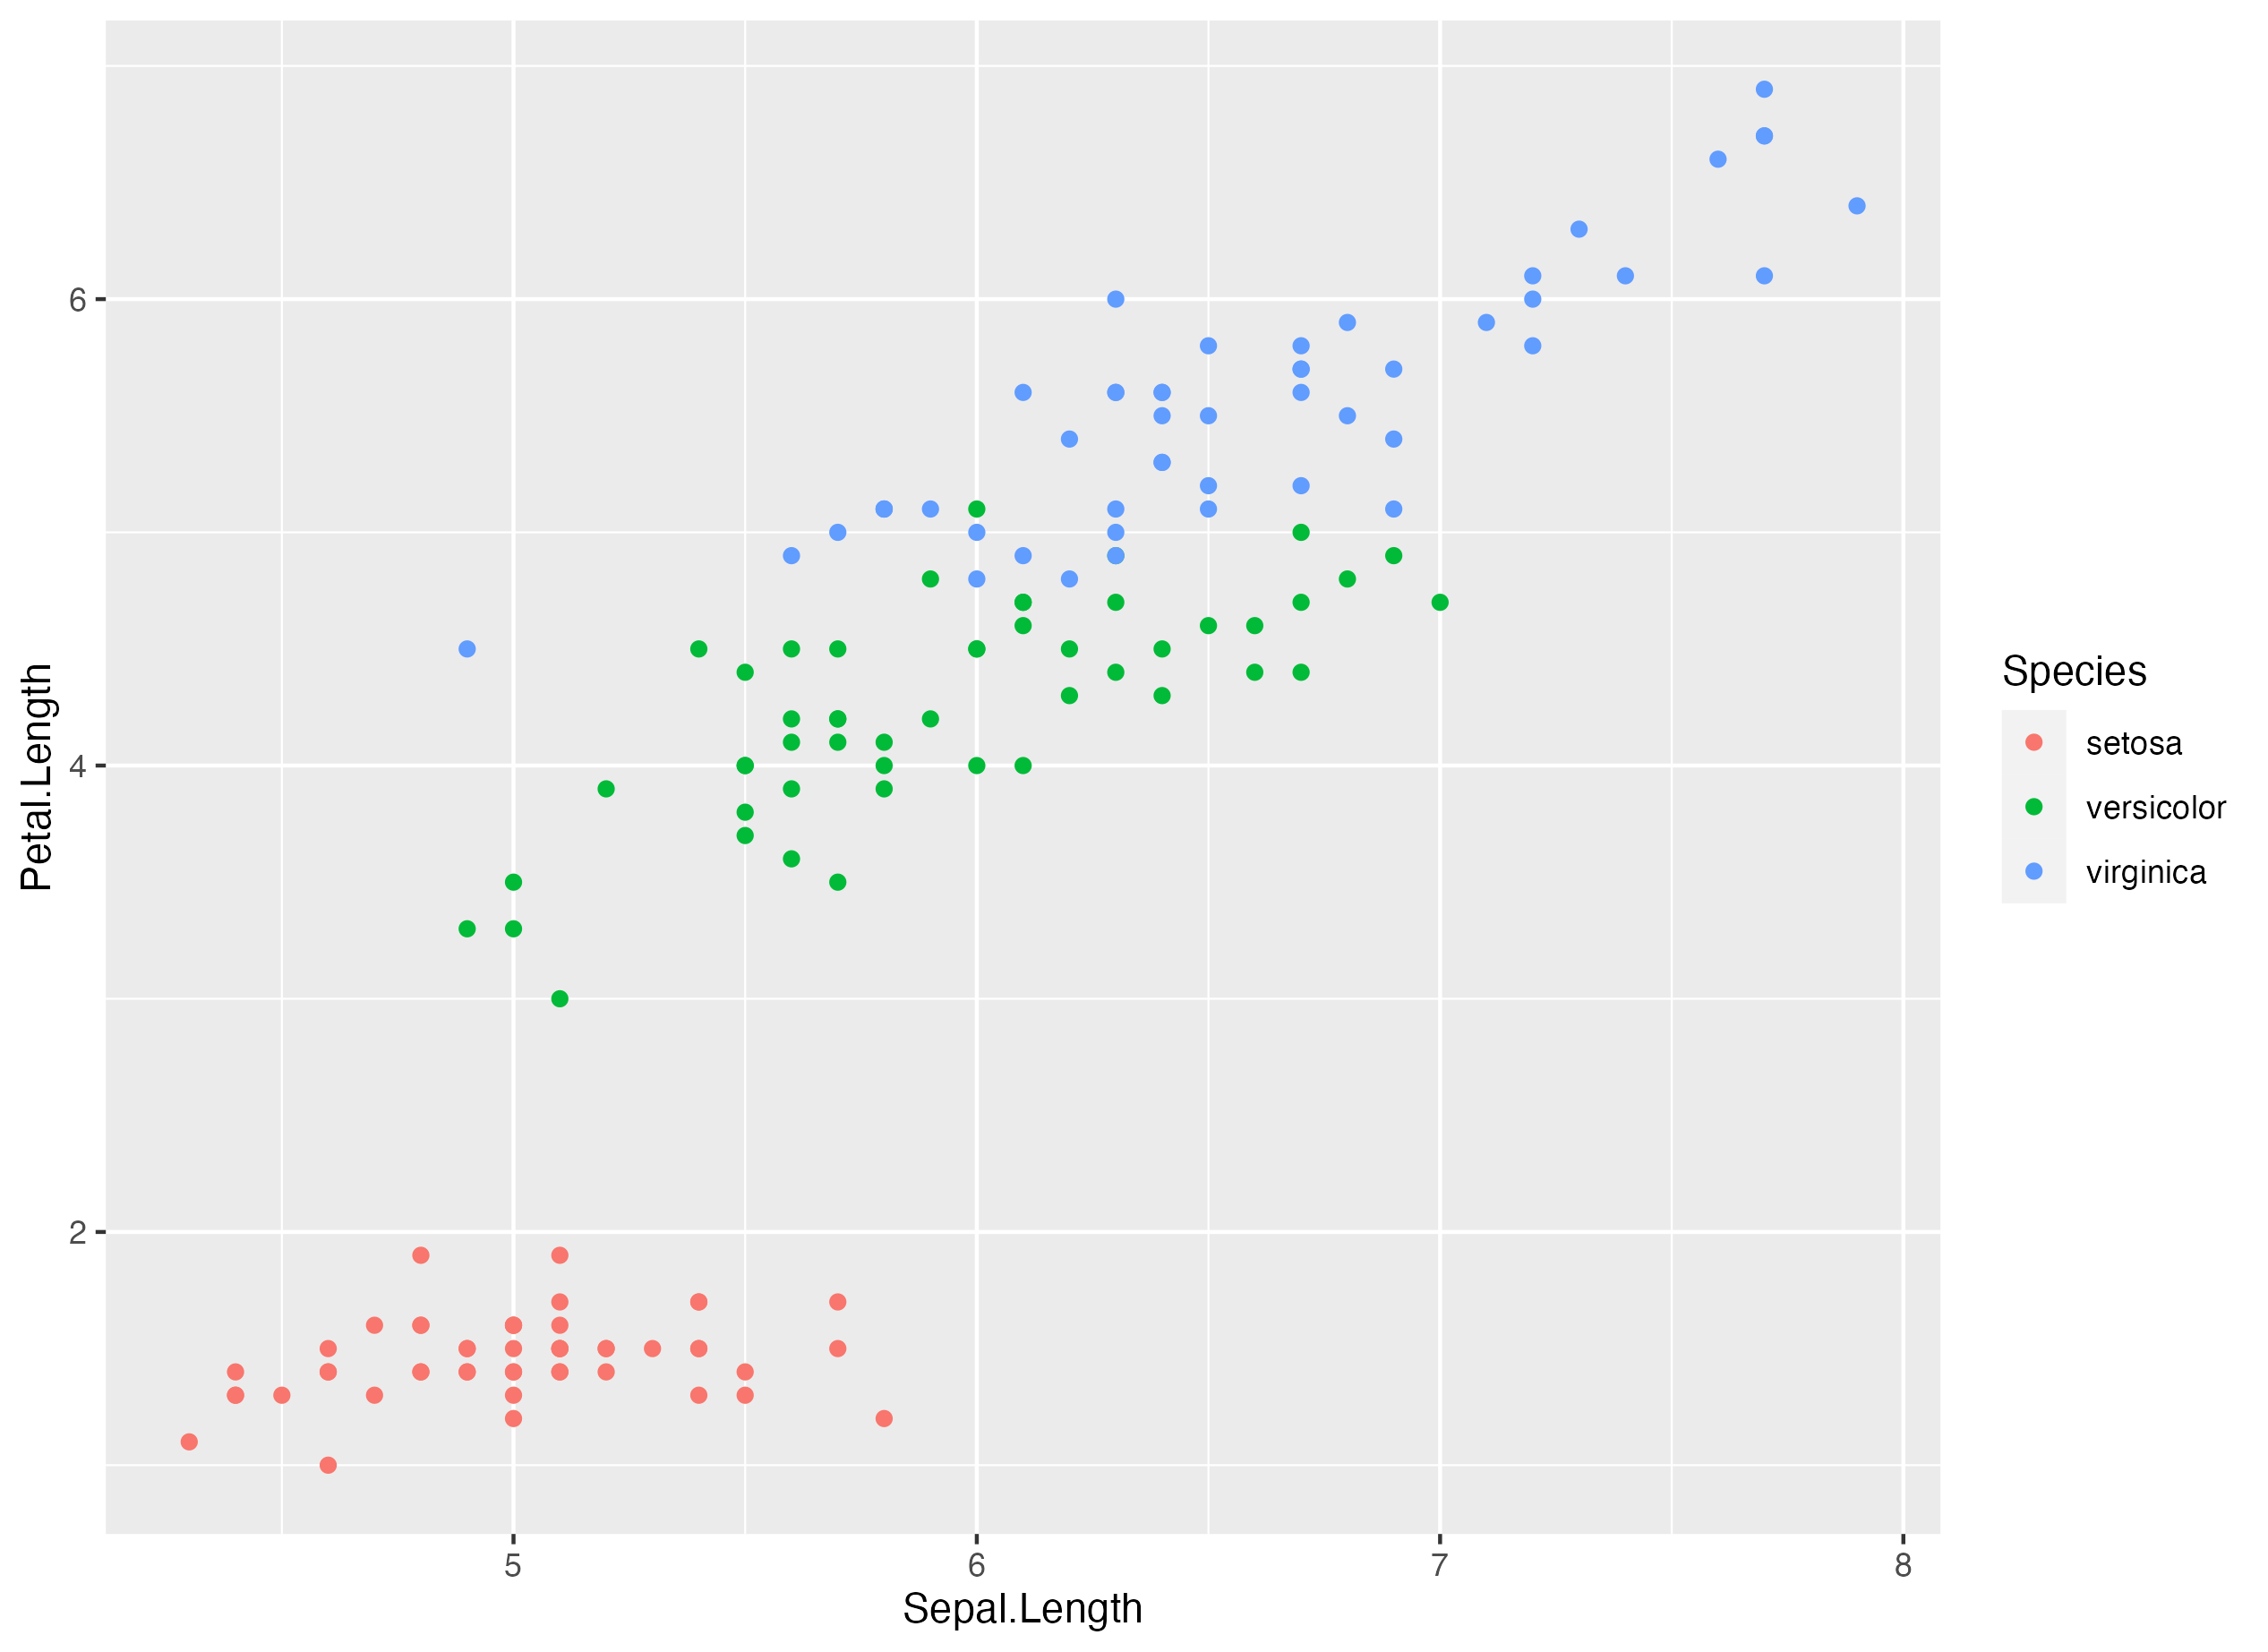 Petal.Length
6
4
2
5 6 7 8
Sepal.Length
Species
setosa
versicolor
virginica